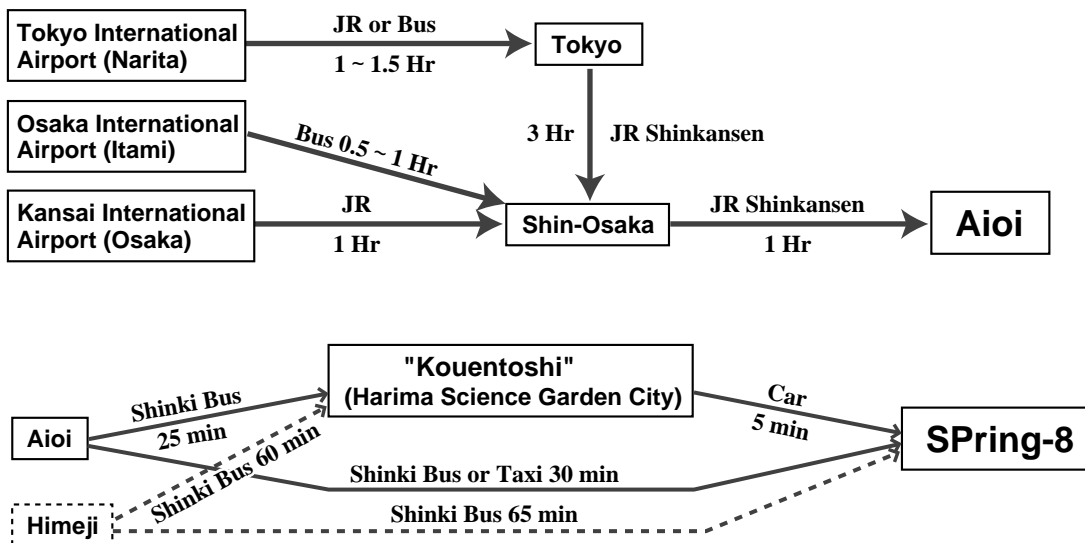 Tokyo International
Airport (Narita)
JR or Bus
1 ~ 1.5 Hr
Tokyo
Osaka International
Airport (Itami)
Bus 0.5 ~ 1 Hr
3 Hr
JR Shinkansen
Kansai International
Airport (Osaka)
JR
1 Hr
Shin-Osaka
JR Shinkansen
1 Hr
Aioi
"Kouentoshi"
(Harima Science Garden City)
Shinki Bus
25 min
Car
5 min
Aioi
SPring-8
Shinki Bus 60 min
Shinki Bus or Taxi 30 min
Himeji
Shinki Bus 65 min